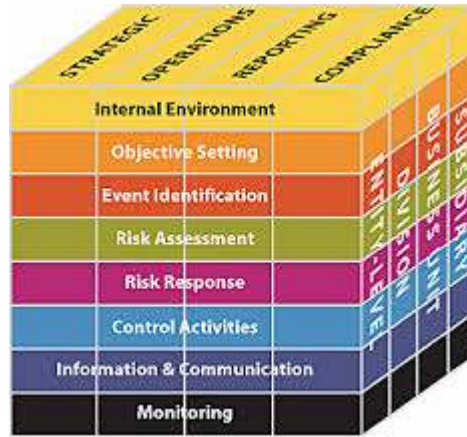 STRATEGIC
OPERATIONS
REPORTING
COMPLIANCE
Internal Environment
Objective Setting
Event Identification
Risk Assessment
Risk Response
Control Activities
Information & Communication
Monitoring
ENTITY-LEVEL
DIVISION
BUSINESS UNIT
SUBSIDIARY